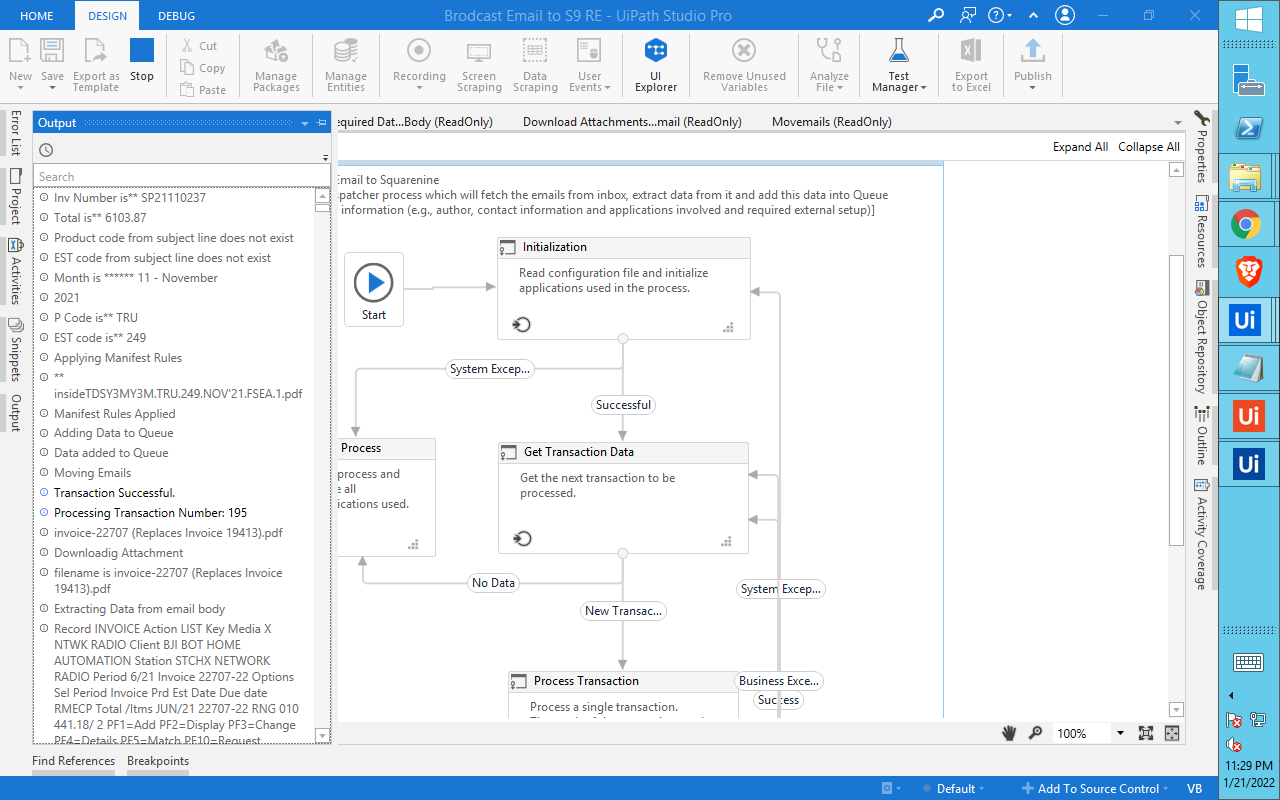 HOME
DESIGN
DEBUG
Brodcast Email to S9 RE - UiPath Studio Pro
New
Save
Export as
Template
Stop
Cut
Copy
Paste
Manage
Packages
Manage
Entities
Recording
Screen
Scraping
Data
Scraping
User
Events
UI
Explorer
Remove Unused
Variables
Analyze
File
Test
Manager
Export
to Excel
Publish
Error List
Project
Activities
Snippets
Output
Output
Search
Inv Number is** SP21110237
Total is** 6103.87
Product code from subject line does not exist
EST code from subject line does not exist
Month is ****** 11 - November
2021
P Code is** TRU
EST code is** 249
Applying Manifest Rules
**
insideTDSY3MY3M.TRU.249.NOV'21.FSEA.1.pdf
Manifest Rules Applied
Adding Data to Queue
Data added to Queue
Moving Emails
Transaction Successful.
Processing Transaction Number: 195
invoice-22707 (Replaces Invoice 19413).pdf
Downloadig Attachment
filename is invoice-22707 (Replaces Invoice
19413).pdf
Extracting Data from email body
Record INVOICE Action LIST Key Media X
NTWK RADIO Client BJI BOT HOME
AUTOMATION Station STCHX NETWORK
RADIO Period 6/21 Invoice 22707-22 Options
Sel Period Invoice Prd Est Date Due date
RMECP Total /Itms JUN/21 22707-22 RNG 010
441.18/ 2 PF1=Add PF2=Display PF3=Change
PF4=Details PF5=Match PF10=Request
Find References
Breakpoints
equired Dat...Body (ReadOnly)
Download Attachments...mail (ReadOnly)
Movemails (ReadOnly)
Expand All
Collapse All
Email to Squarenine
spatcher process which will fetch the emails from inbox, extract data from it and add this data into Queue
information (e.g., author, contact information and applications involved and required external setup)]
Start
Initialization
Read configuration file and initialize
applications used in the process.
System Excep...
Successful
Process
process and
e all
ications used.
Get Transaction Data
Get the next transaction to be
processed.
No Data
New Transac...
System Excep...
Process Transaction
Process a single transaction.
Business Exce...
Success
100%
Properties
Resources
Object Repository
Outline
Activity Coverage
Default
Add To Source Control
VB
Ui
Ui
Ui
11:29 PM
1/21/2022